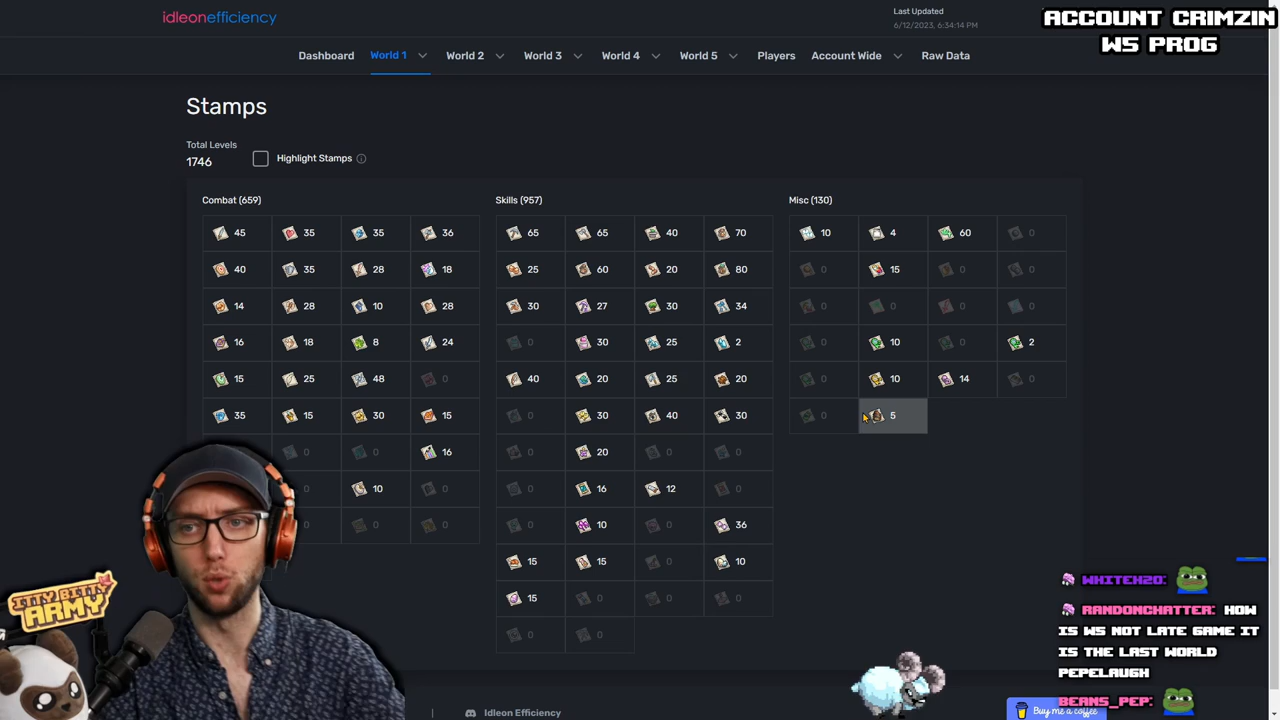 idleonefficiency
Last Updated
6/12/2023, 6:34:14 PM
ACCOUNT CRIMZIN
W5 PROG
Dashboard World 1 World 2 World 3 World 4 World 5 Players Account Wide Raw Data
Stamps
Total Levels
1746
Highlight Stamps
Combat (659) Skills (957) Misc (130)
45 35 35 36 65 65 40 70 10 4 60 0
40 35 28 18 25 60 20 80 0 15 0 0
14 28 10 28 30 27 30 34 0 0 0 0
16 18 8 24 0 30 25 2 0 10 0 2
15 25 48 0 40 20 25 20 0 10 14 0
35 15 30 15 0 30 40 30 0 5
0 0 16 0 20 0 0
0 10 0 0 16 12 0
0 0 0 0 10 0 36
15 15 0 10
15 0 0 0
0 0
ITTY BITTY
ARMY
WHITEH2O:
RANDOMCHATTER: HOW
IS W5 NOT LATE GAME IT
IS THE LAST WORLD
PEPELAUGH
BEANS_PEP:
Idleon Efficiency
Buy me a coffee